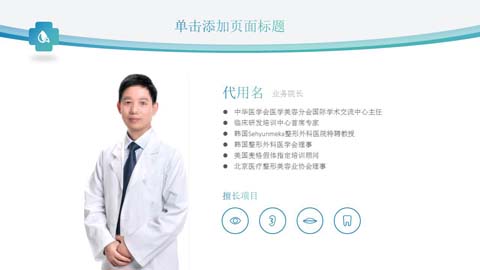 单击添加页面标题
代用名 业务院长
中华医学会医学美容分会国际学术交流中心主任
临床研发培训中心首席专家
韩国Sehyunmeka整形外科医院特聘教授
韩国整形外科医学会理事
美国麦格假体指定培训顾问
北京医疗整形美容业协会理事
擅长项目